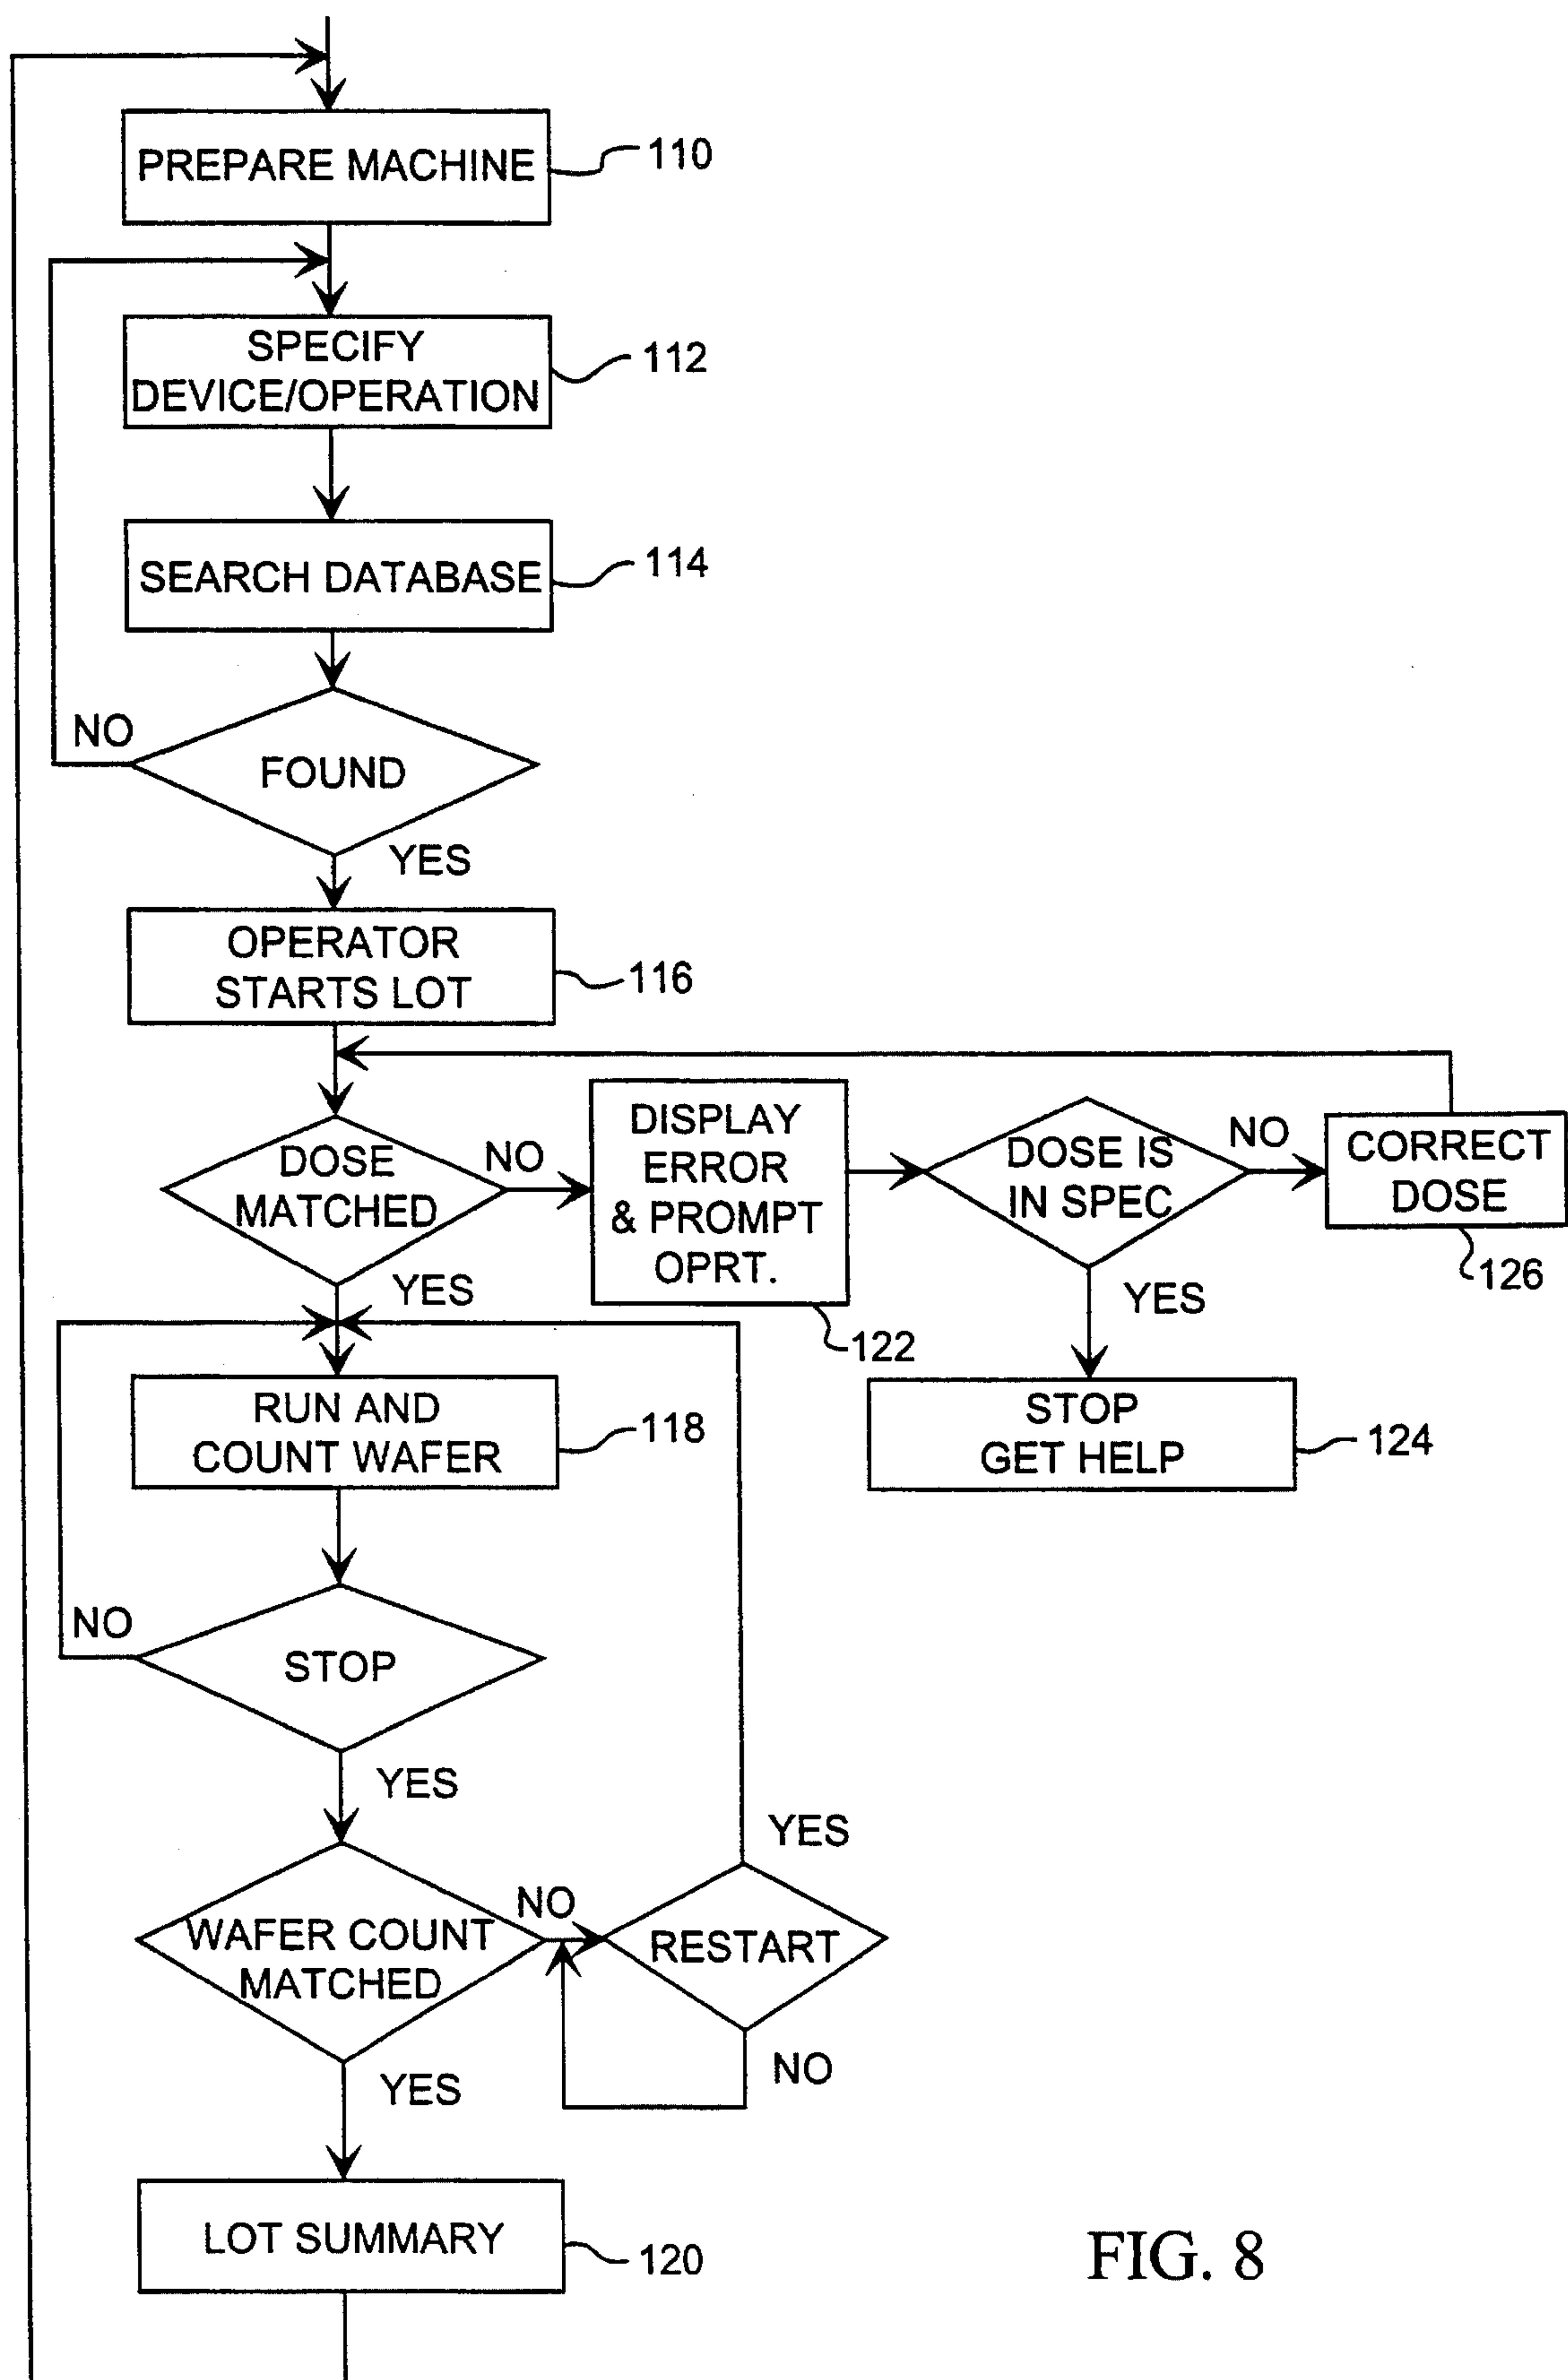 PREPARE MACHINE
110
SPECIFY
DEVICE/OPERATION
112
SEARCH DATABASE
114
NO
FOUND
YES
OPERATOR
STARTS LOT
116
DOSE
MATCHED
NO
DISPLAY
ERROR
& PROMPT
OPRT.
122
DOSE IS
IN SPEC
NO
CORRECT
DOSE
126
YES
YES
STOP
GET HELP
124
RUN AND
COUNT WAFER
118
NO
STOP
YES
WAFER COUNT
MATCHED
NO
RESTART
YES
NO
YES
LOT SUMMARY
120
FIG. 8